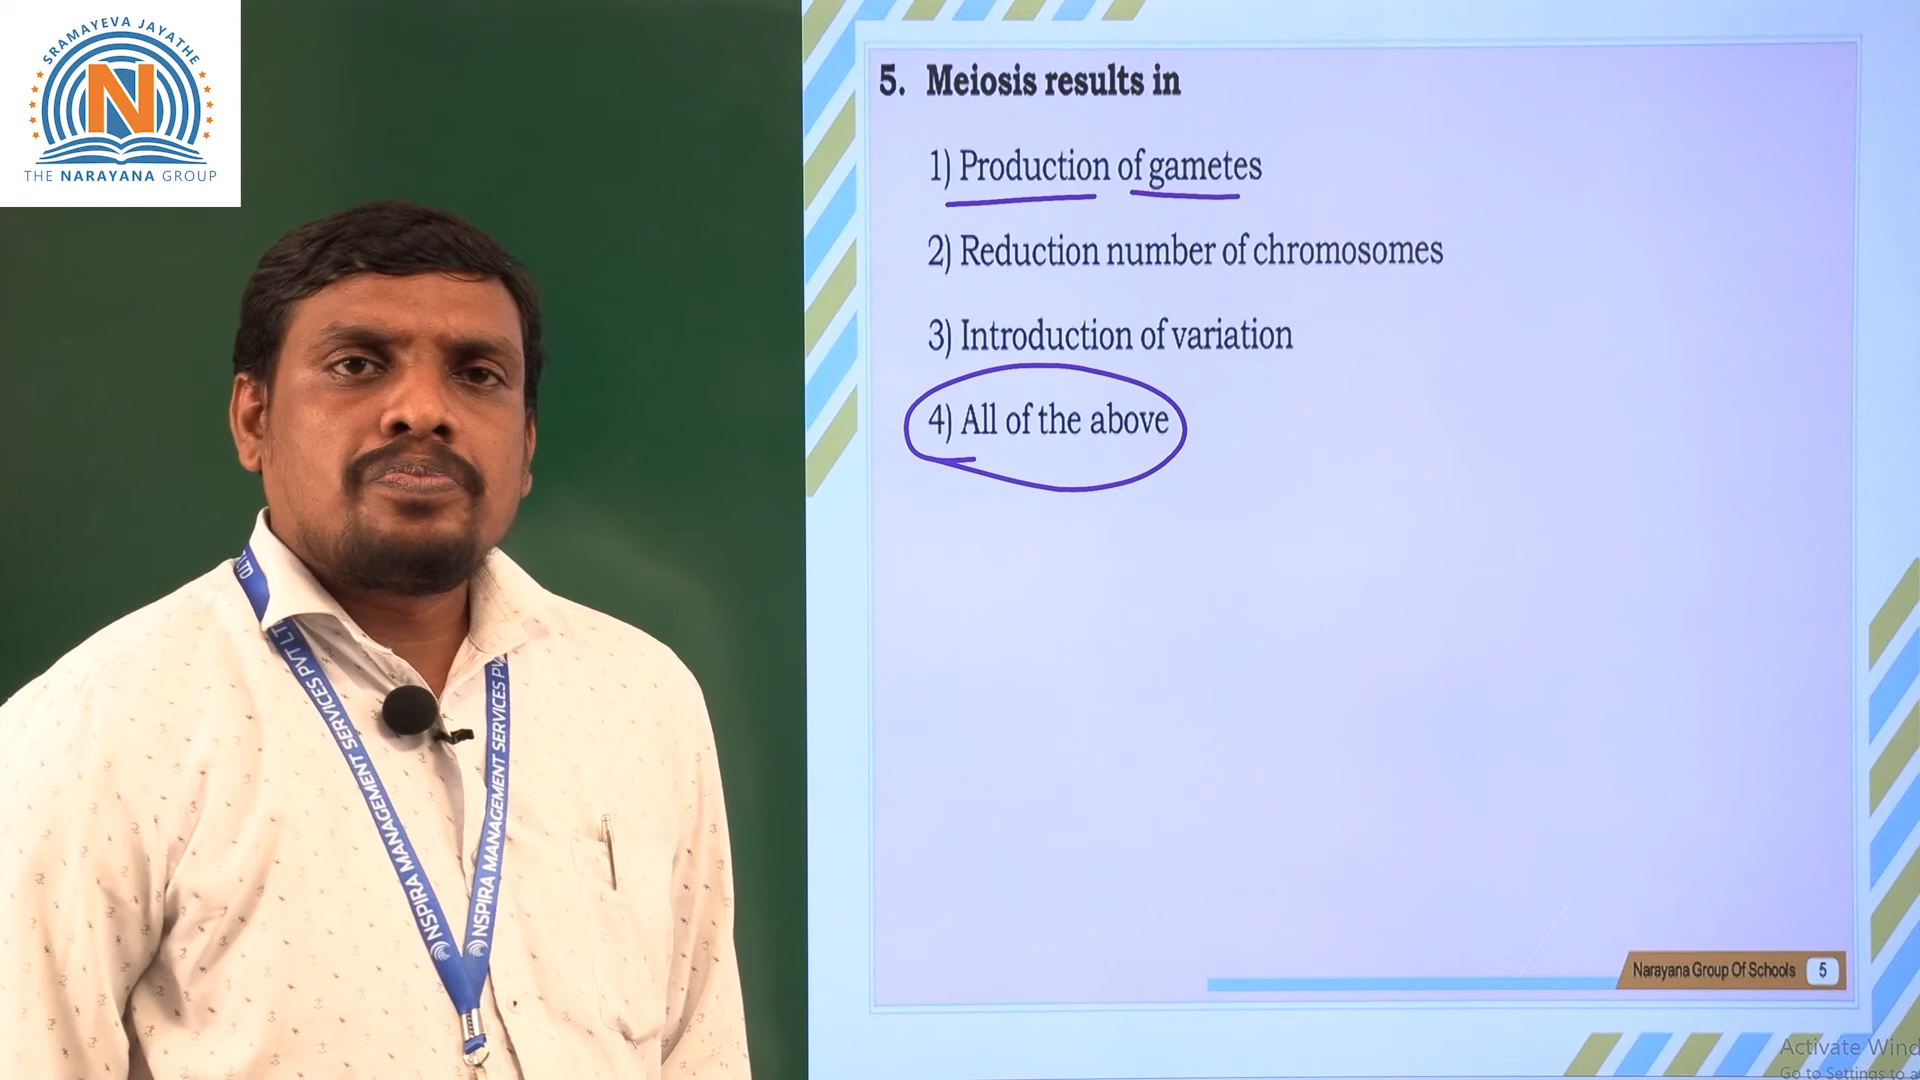 SRAMAYEVA JAYATHE
N
THE NARAYANA GROUP
5. Meiosis results in
1) Production of gametes
2) Reduction number of chromosomes
3) Introduction of variation
4) All of the above
LTD
NSPIRA MANAGEMENT SERVICES PVT LT
NSPIRA MANAGEMENT SERVICES PV
Narayana Group Of Schools 5
Activate Wind
Go to Settings to a